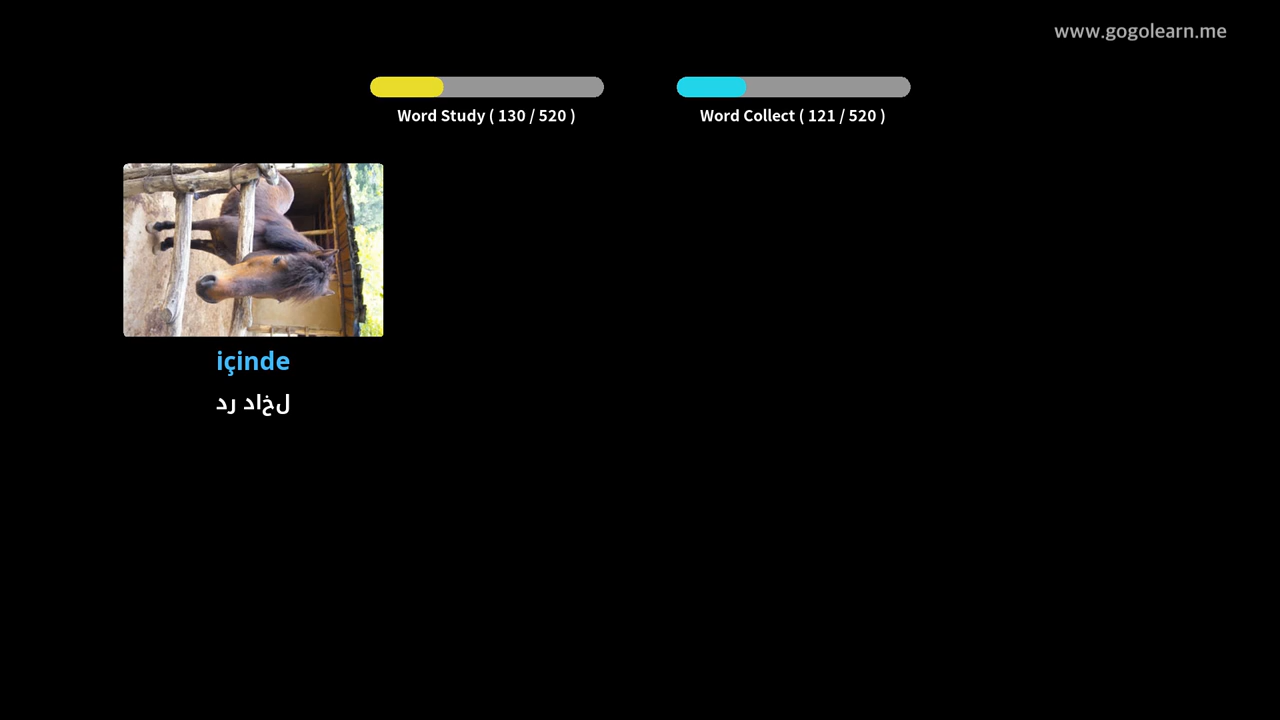 www.gogolearn.me
Word Study ( 130 / 520 )
Word Collect ( 121 / 520 )
içinde
در داخل